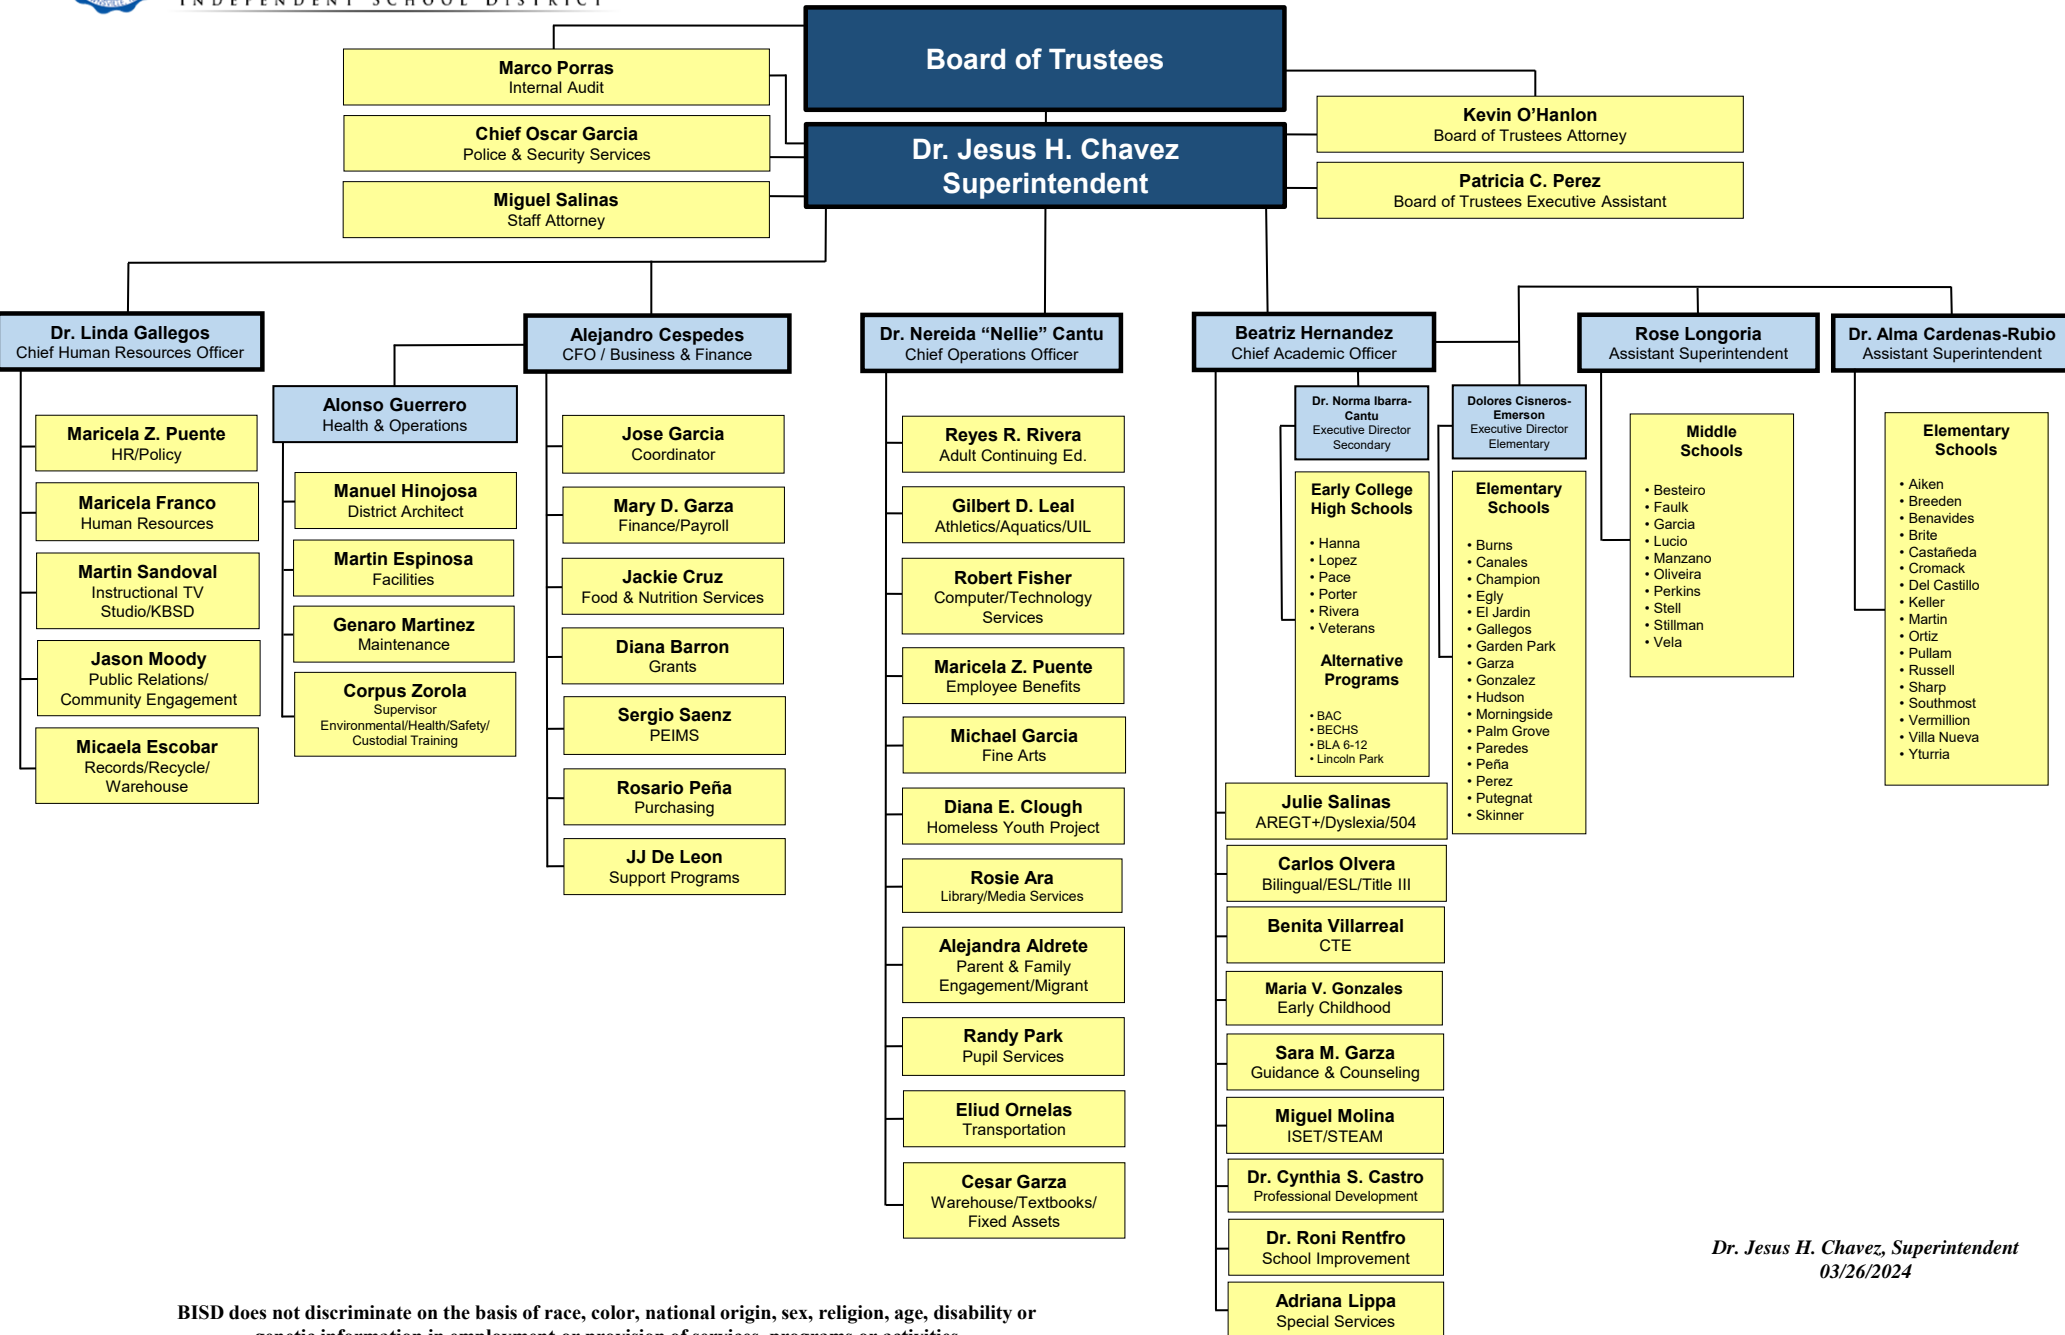 INDEPENDENT SCHOOL DISTRICT
Board of Trustees
Marco Porras
Internal Audit
Chief Oscar Garcia
Police & Security Services
Miguel Salinas
Staff Attorney
Dr. Jesus H. Chavez
Superintendent
Kevin O’Hanlon
Board of Trustees Attorney
Patricia C. Perez
Board of Trustees Executive Assistant
Dr. Linda Gallegos
Chief Human Resources Officer
Maricela Z. Puente
HR/Policy
Maricela Franco
Human Resources
Martin Sandoval
Instructional TV
Studio/KBSD
Jason Moody
Public Relations/
Community Engagement
Micaela Escobar
Records/Recycle/
Warehouse
Alejandro Cespedes
CFO / Business & Finance
Alonso Guerrero
Health & Operations
Manuel Hinojosa
District Architect
Martin Espinosa
Facilities
Genaro Martinez
Maintenance
Corpus Zorola
Supervisor
Environmental/Health/Safety/
Custodial Training
Jose Garcia
Coordinator
Mary D. Garza
Finance/Payroll
Jackie Cruz
Food & Nutrition Services
Diana Barron
Grants
Sergio Saenz
PEIMS
Rosario Peña
Purchasing
JJ De Leon
Support Programs
Dr. Nereida “Nellie” Cantu
Chief Operations Officer
Reyes R. Rivera
Adult Continuing Ed.
Gilbert D. Leal
Athletics/Aquatics/UIL
Robert Fisher
Computer/Technology
Services
Maricela Z. Puente
Employee Benefits
Michael Garcia
Fine Arts
Diana E. Clough
Homeless Youth Project
Rosie Ara
Library/Media Services
Alejandra Aldrete
Parent & Family
Engagement/Migrant
Randy Park
Pupil Services
Eliud Ornelas
Transportation
Cesar Garza
Warehouse/Textbooks/
Fixed Assets
Beatriz Hernandez
Chief Academic Officer
Dr. Norma Ibarra-
Cantu
Executive Director
Secondary
Early College
High Schools
• Hanna
• Lopez
• Pace
• Porter
• Rivera
• Veterans
Alternative
Programs
• BAC
• BECHS
• BLA 6-12
• Lincoln Park
Dolores Cisneros-
Emerson
Executive Director
Elementary
Elementary
Schools
• Burns
• Canales
• Champion
• Egly
• El Jardin
• Gallegos
• Garden Park
• Garza
• Gonzalez
• Hudson
• Morningside
• Palm Grove
• Paredes
• Peña
• Perez
• Putegnat
• Skinner
Julie Salinas
AREGT+/Dyslexia/504
Carlos Olvera
Bilingual/ESL/Title III
Benita Villarreal
CTE
Maria V. Gonzales
Early Childhood
Sara M. Garza
Guidance & Counseling
Miguel Molina
ISET/STEAM
Dr. Cynthia S. Castro
Professional Development
Dr. Roni Rentfro
School Improvement
Adriana Lippa
Special Services
Rose Longoria
Assistant Superintendent
Middle
Schools
• Besteiro
• Faulk
• Garcia
• Lucio
• Manzano
• Oliveira
• Perkins
• Stell
• Stillman
• Vela
Dr. Alma Cardenas-Rubio
Assistant Superintendent
Elementary
Schools
• Aiken
• Breeden
• Benavides
• Brite
• Castañeda
• Cromack
• Del Castillo
• Keller
• Martin
• Ortiz
• Pullam
• Russell
• Sharp
• Southmost
• Vermillion
• Villa Nueva
• Yturria
Dr. Jesus H. Chavez, Superintendent
03/26/2024
BISD does not discriminate on the basis of race, color, national origin, sex, religion, age, disability or
genetic information in employment or provision of services, programs or activities